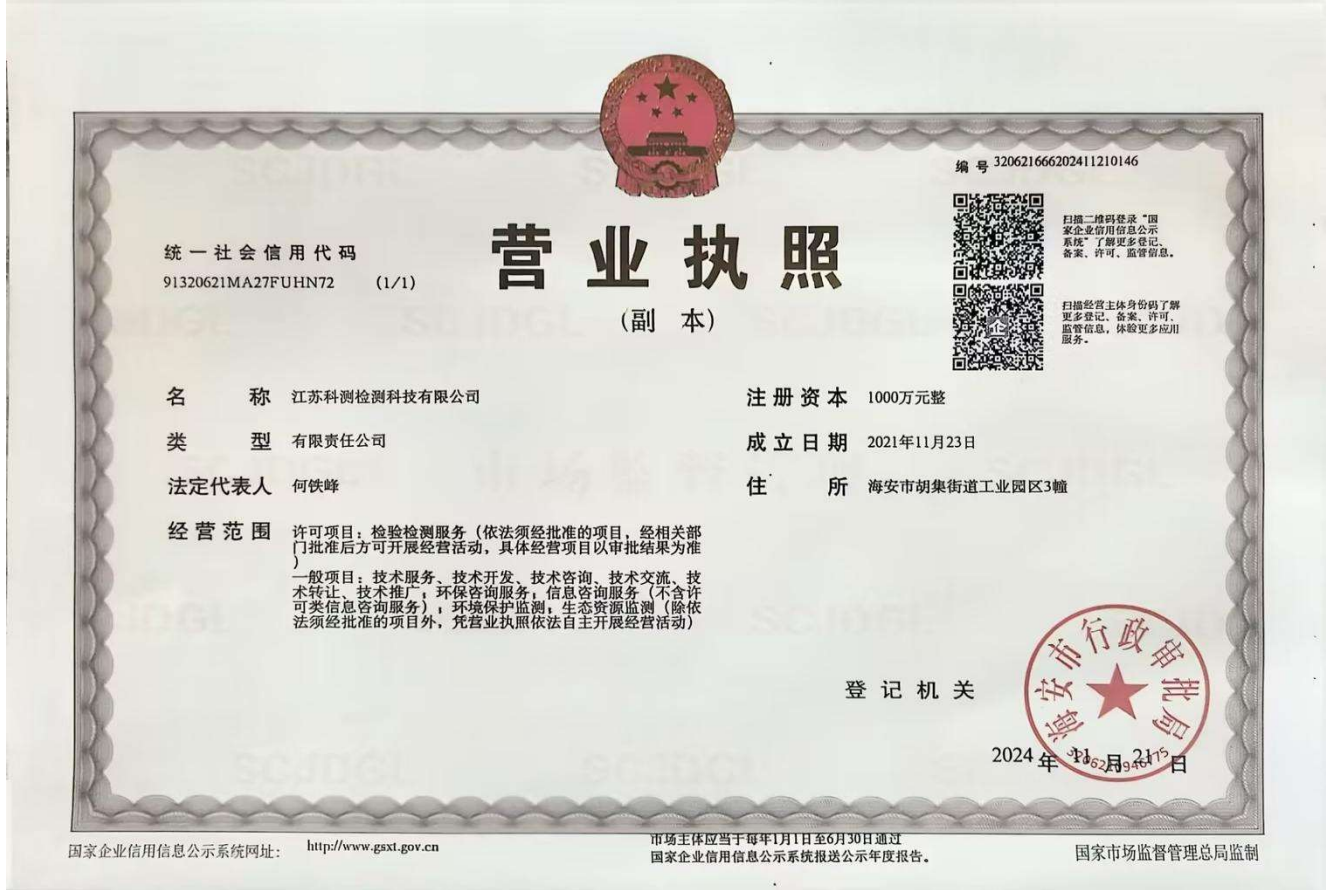 编号 320621666202411210146
扫描二维码登录“国
家企业信用信息公示
系统”了解更多登记、
备案、许可、监管信息。
统一社会信用代码
91320621MA27FUHN72 (1/1)
营业执照
(副 本)
扫描经营主体身份码了解
更多登记、备案、许可、
监管信息，体验更多应用
服务。
名 称 江苏科测检测科技有限公司
注册资本 1000万元整
类 型 有限责任公司
成立日期 2021年11月23日
法定代表人 何铁峰
住 所 海安市胡集街道工业园区3幢
经营范围 许可项目：检验检测服务（依法须经批准的项目，经相关部
门批准后方可开展经营活动，具体经营项目以审批结果为准
）
一般项目：技术服务、技术开发、技术咨询、技术交流、技
术转让、技术推广；环保咨询服务；信息咨询服务（不含许
可类信息咨询服务）；环境保护监测；生态资源监测（除依
法须经批准的项目外，凭营业执照依法自主开展经营活动）
登记机关
海安市行政审批局
2024年11月21日
国家企业信用信息公示系统网址： http://www.gsxt.gov.cn
市场主体应当于每年1月1日至6月30日通过
国家企业信用信息公示系统报送公示年度报告。
国家市场监督管理总局监制